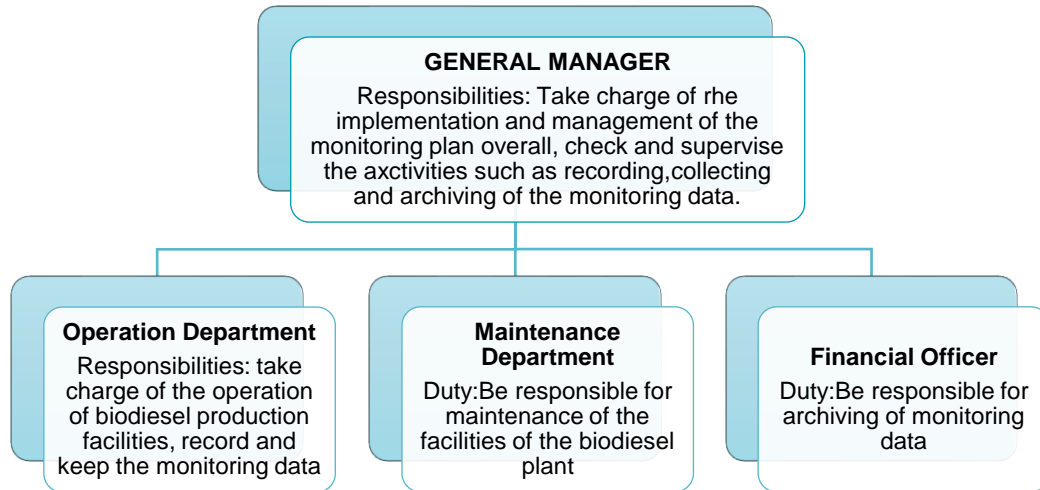 GENERAL MANAGER
Responsibilities: Take charge of rhe
implementation and management of the
monitoring plan overall, check and supervise
the axctivities such as recording,collecting
and archiving of the monitoring data.
Operation Department
Responsibilities: take
charge of the operation
of biodiesel production
facilities, record and
keep the monitoring data
Maintenance
Department
Duty:Be responsible for
maintenance of the
facilities of the biodiesel
plant
Financial Officer
Duty:Be responsible for
archiving of monitoring
data